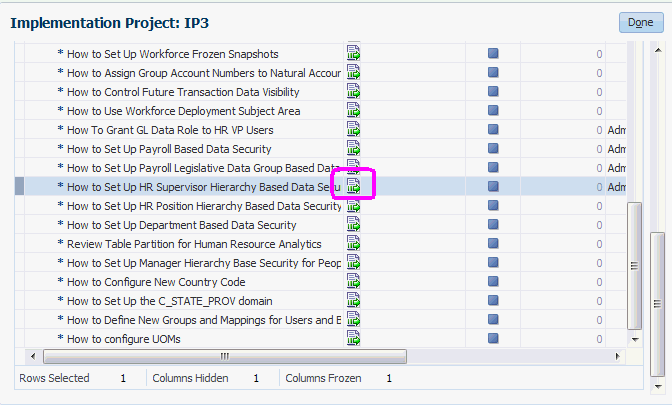 Implementation Project: IP3
Done
* How to Set Up Workforce Frozen Snapshots 0
* How to Assign Group Account Numbers to Natural Accour 0
* How to Control Future Transaction Data Visibility 0
* How to Use Workforce Deployment Subject Area 0
* How To Grant GL Data Role to HR VP Users 0 Adm
* How to Set Up Payroll Based Data Security 0
* How to Set Up Payroll Legislative Data Group Based Data 0 Adm
* How to Set Up HR Supervisor Hierarchy Based Data Secu 0 Adm
* How to Set Up HR Position Hierarchy Based Data Security 0
* How to Set Up Department Based Data Security 0
* Review Table Partition for Human Resource Analytics 0
* How to Set Up Manager Hierarchy Base Security for Peop 0
* How to Configure New Country Code 0
* How to Set Up the C_STATE_PROV domain 0
* How to Define New Groups and Mappings for Users and B 0
* How to configure UOMs 0
Rows Selected 1 Columns Hidden 1 Columns Frozen 1